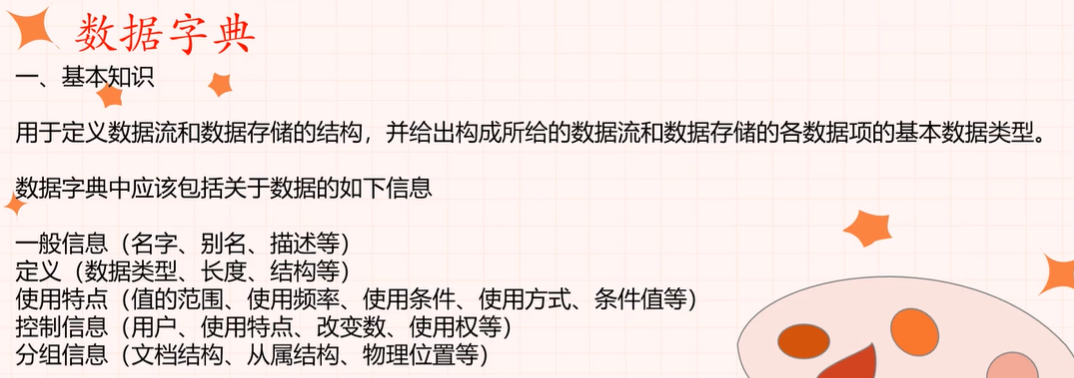 数据字典
一、基本知识
用于定义数据流和数据存储的结构，并给出构成所给的数据流和数据存储的各数据项的基本数据类型。
数据字典中应该包括关于数据的如下信息
一般信息（名字、别名、描述等）
定义（数据类型、长度、结构等）
使用特点（值的范围、使用频率、使用条件、使用方式、条件值等）
控制信息（用户、使用特点、改变数、使用权等）
分组信息（文档结构、从属结构、物理位置等）